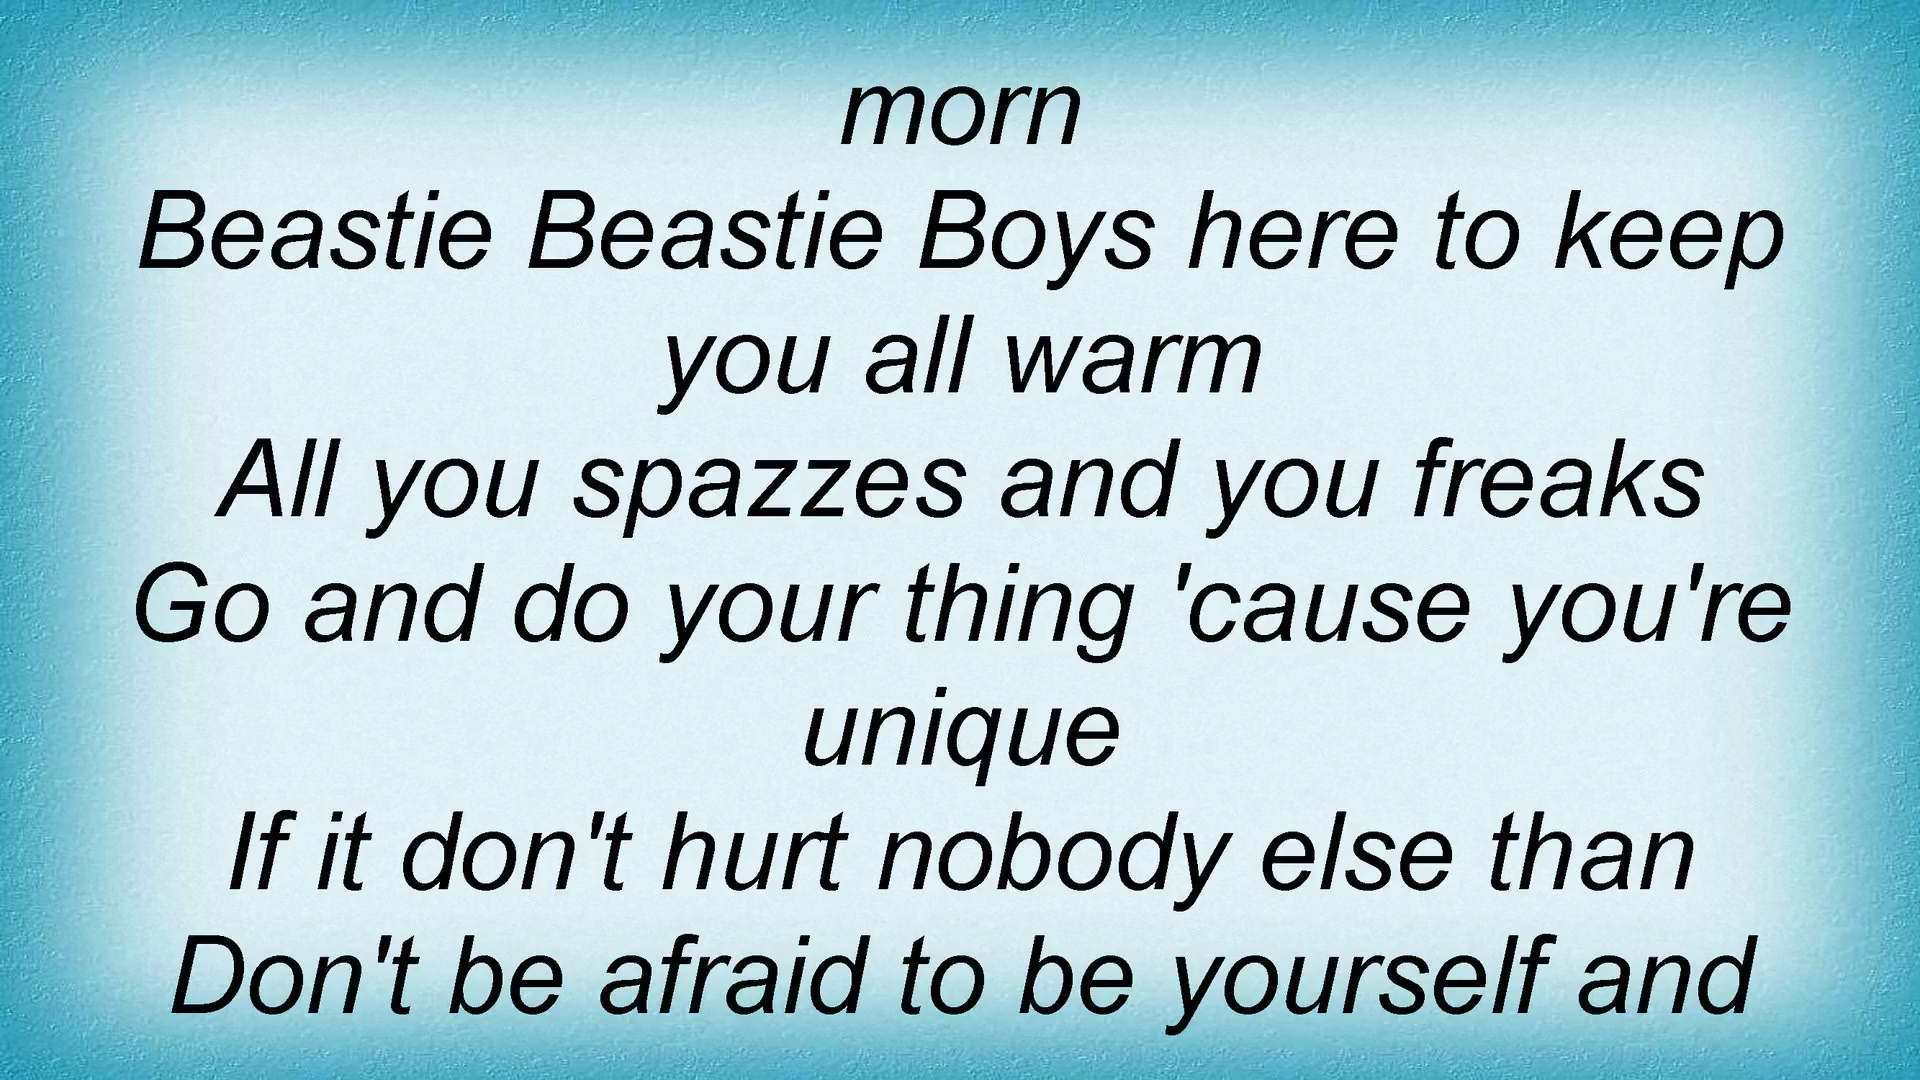 morn
Beastie Beastie Boys here to keep
you all warm
All you spazzes and you freaks
Go and do your thing 'cause you're
unique
If it don't hurt nobody else than
Don't be afraid to be yourself and